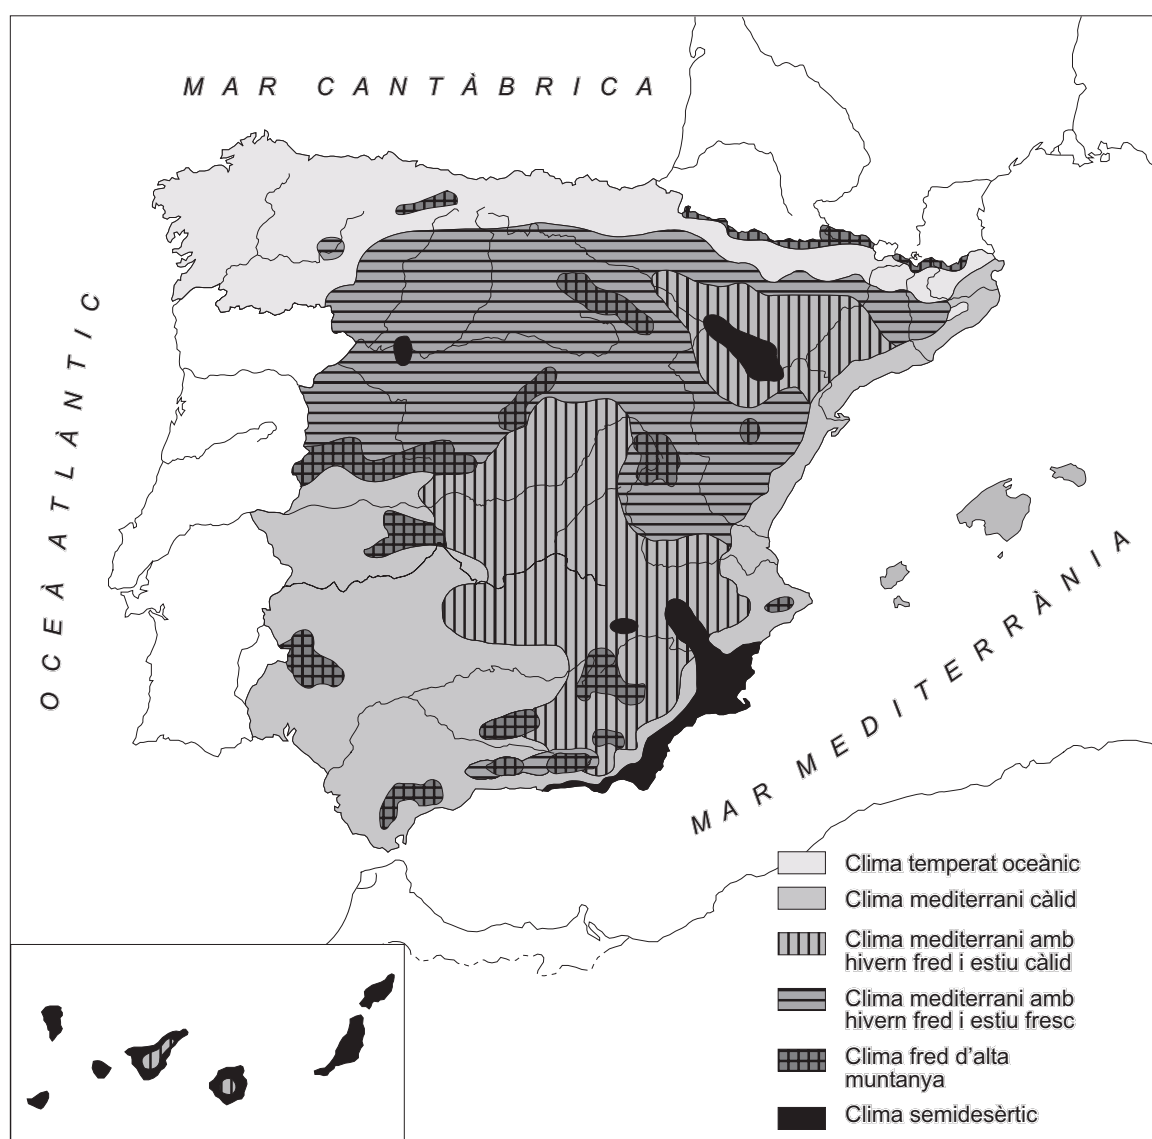 MAR CANTÀBRICA
OCEÀ ATLÀNTIC
MAR MEDITERRÀNIA
Clima temperat oceànic
Clima mediterrani càlid
Clima mediterrani amb
hivern fred i estiu càlid
Clima mediterrani amb
hivern fred i estiu fresc
Clima fred d'alta
muntanya
Clima semidesèrtic